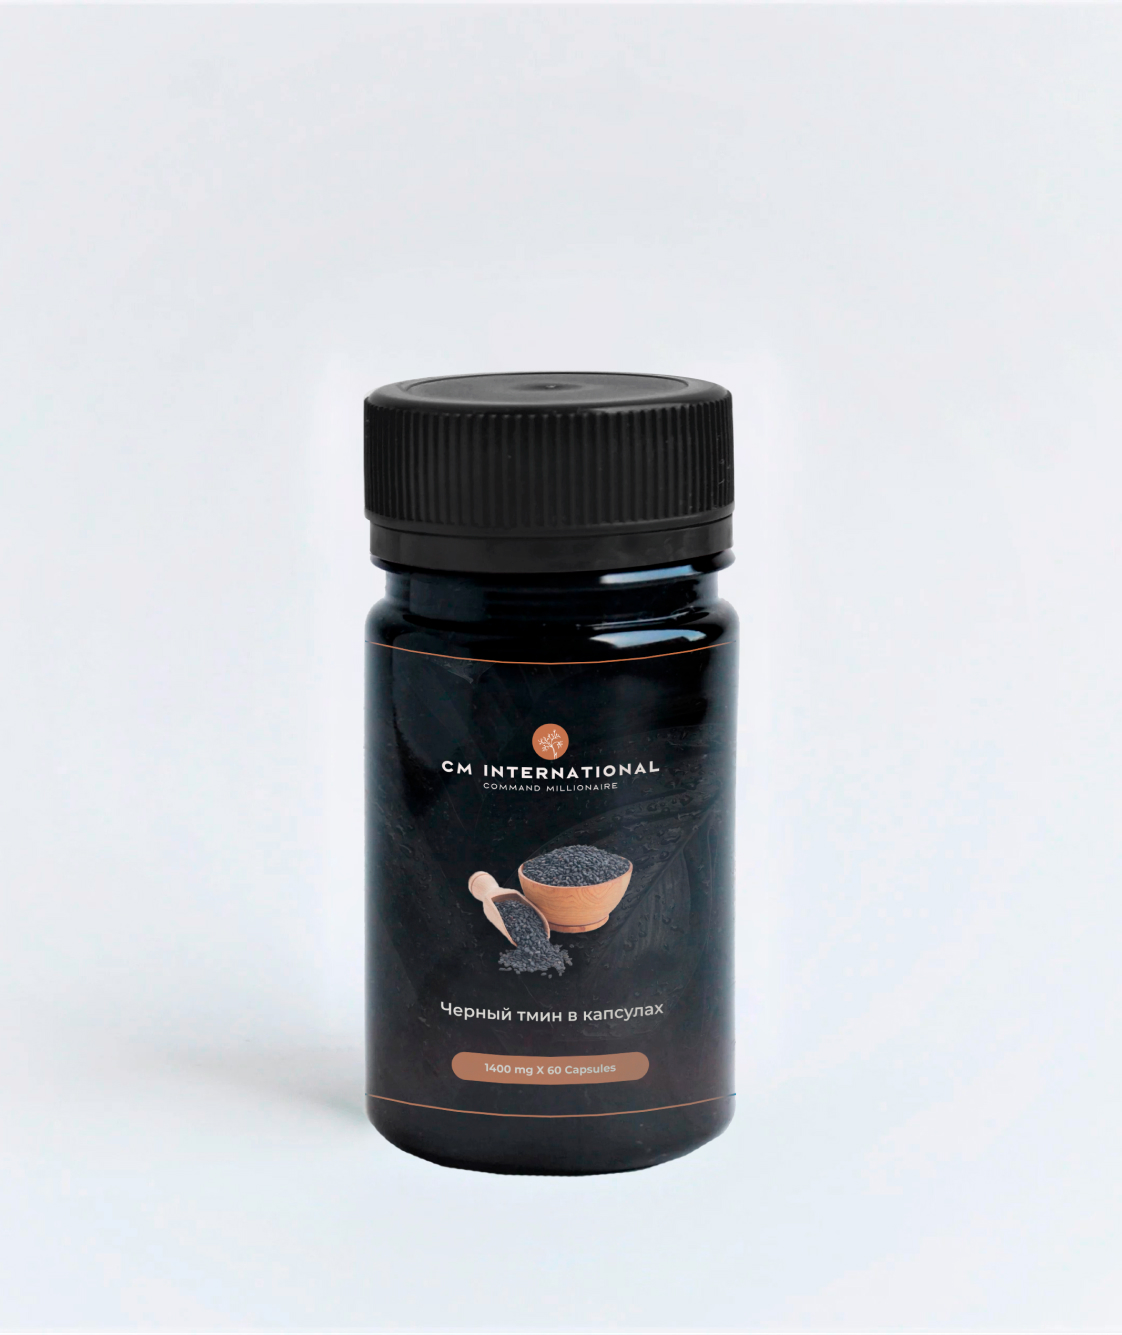 CM INTERNATIONAL
COMMAND MILLIONAIRE
Черный тмин в капсулах
1400 mg X 60 Capsules